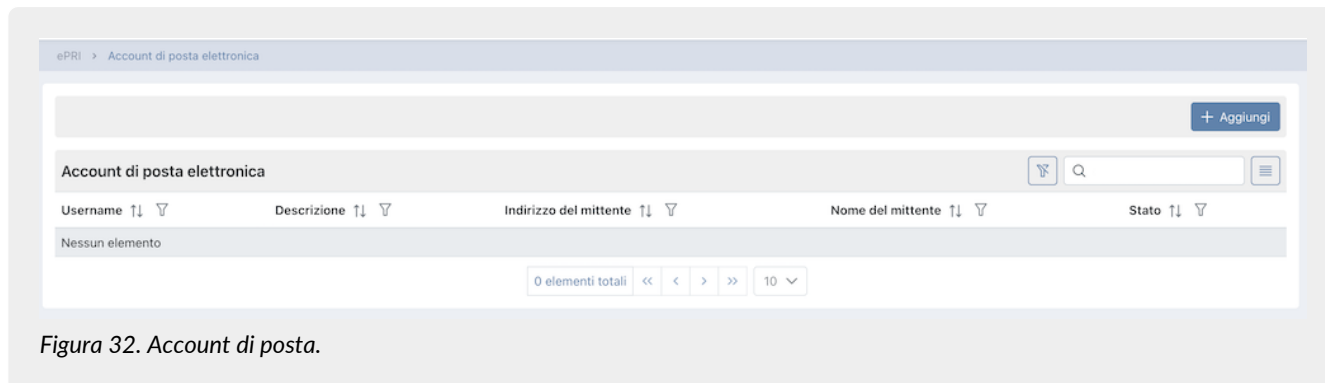 ePRI > Account di posta elettronica
+ Aggiungi
Account di posta elettronica
Username Descrizione Indirizzo del mittente Nome del mittente Stato
Nessun elemento
0 elementi totali << < > >> 10
Figura 32. Account di posta.